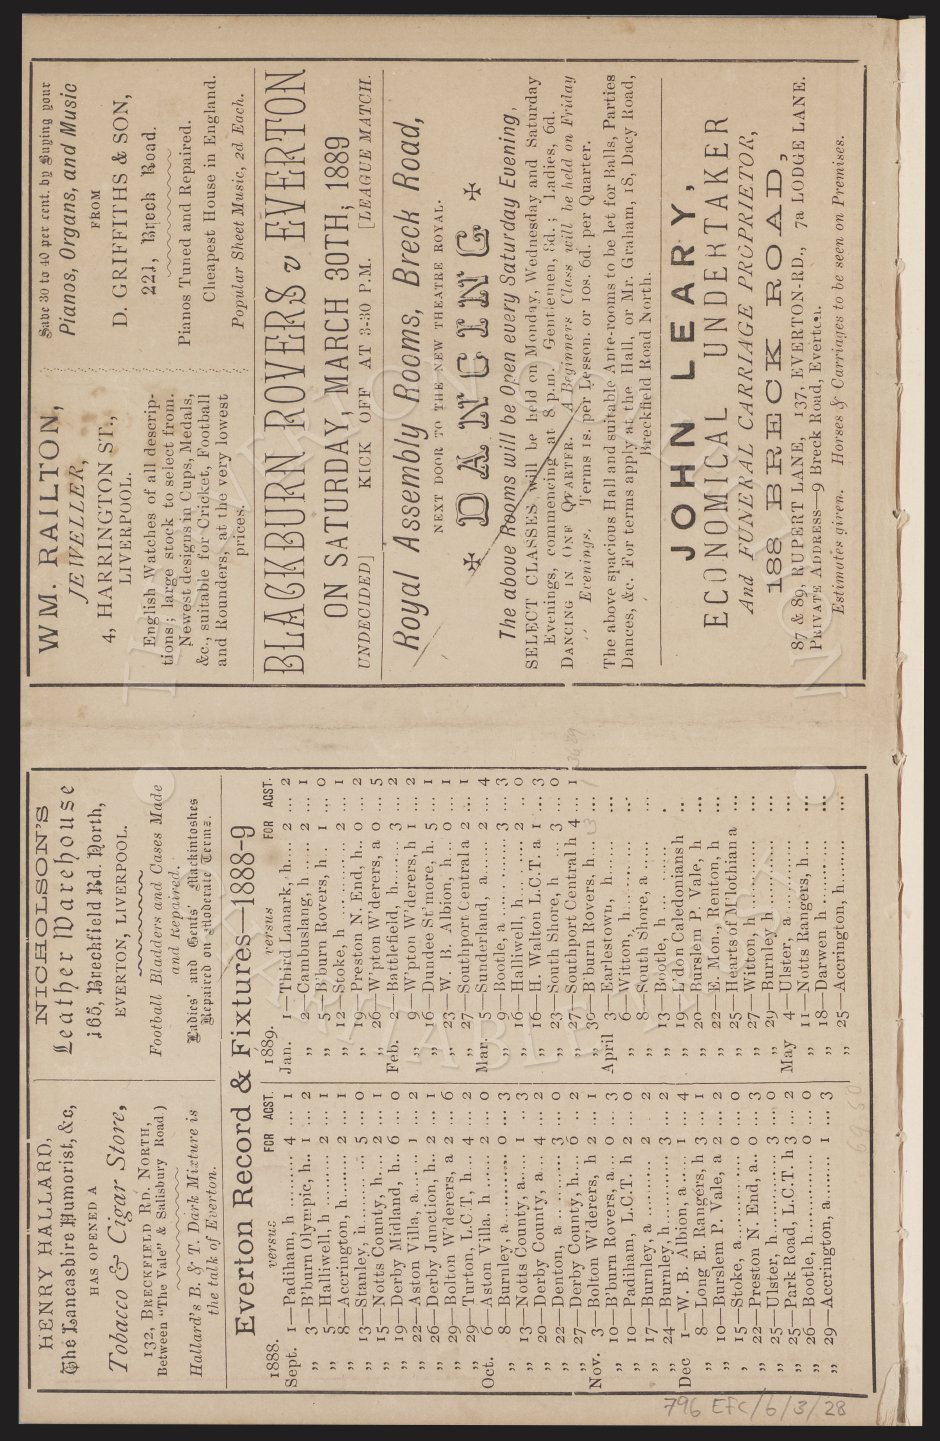 HENRY HALLARD,
The Lancashire Humorist, &c,
HAS OPENED A
Tobacco & Cigar Store,
132, BRECKFIELD RD. NORTH,
Between "The Vale" & Salisbury Road.)
Hallard's B. & T. Dark Mixture is
the talk of Everton.
NICHOLSON'S
Leather Warehouse
165, Breckfield Rd. North,
EVERTON, LIVERPOOL.
Football Bladders and Cases Made
and Repaired.
Ladies' and Gents' Mackintoshes
Repaired on Moderate Terms.
Everton Record & Fixtures—1888-9
1888. versus FOR AGST.
Sept. 1—Padiham, h .......... 4 ... 1
,, 3—B'burn Olympic, h.. 1 ... 2
,, 5—Halliwell, h ......... 2 ... 1
,, 8—Accrington, h......... 2 ... 1
,, 13—Stanley, h ............ 5 ... 0
,, 15—Notts County, h..... 2 ... 1
,, 19—Derby Midland, h.. 6 ... 0
,, 22—Aston Villa, a........ 1 ... 2
,, 26—Derby Junction, h.. 2 ... 1
,, 29—Bolton W'derers, a 2 ... 6
,, 29—Turton, L.C.T, h ... 4 ... 2
Oct. 6—Aston Villa. h ....... 2 ... 0
,, 8—Burnley, a ............ 0 ... 3
,, 13—Notts County, a..... 1 ... 3
,, 20—Derby County, a.... 4 ... 2
,, 22—Denton, a............. 3 ... 0
,, 27—Derby County, h.... 0 ... 2
Nov. 3—Bolton W'derers, h 2 ... 1
,, 10—B'burn Rovers, a... 0 ... 3
,, 10—Padiham, L.C.T. h 2 ... 0
,, 17—Burnley, a ........... 2 ... 2
,, 24—Burnley, h............ 3 ... 2
Dec 1—W. B. Albion, a..... 1 ... 4
,, 8—Long E. Rangers, h 3 ... 1
,, 10—Burslem P. Vale, a 2 ... 2
, 15—Stoke, a.............. 0 ... 0
,, 22—Preston N. End, a.. 0 ... 3
, 25—Ulster, h.............. 3 ... 0
,, 25—Park Road, L.C.T. h 3 ... 2
,, 26—Bootle, h.............. 0 ... 0
,, 29—Accrington, a ........ 1 ... 3
1889. versus FOR AGST.
Jan. 1—Third Lanark, h.... 2 ... 2
,, 2—Cambuslang, h ..... 2 ... 1
,, 5—B'burn Rovers, h .. 1 ... 0
,, 12—Stoke, h .............. 2 ... 1
,, 19—Preston N. End, h.. 0 ... 2
,, 26—W'pton W'derers, a 0 ... 5
Feb. 2—Battlefield, h......... 3 ... 2
,, 9—W'pton W'derers, h 1 ... 2
,, 16—Dundee St'more, h. 5 ... 1
,, 23—W. B. Albion, h .. 0 ... 1
,, 27—Southport Central a 2 ... 1
Mar. 5—Sunderland, a....... 2 ... 4
,, 9—Bootle, a .............. 3 ... 3
,, 16—Halliwell, h .......... 2 .. 0
,, 16—H. Walton L.C.T. a 1 ... 3
,, 23—South Shore, h ..... 3 ... 0
,, 27—Southport Central h 4 ... 1
,, 30—B'burn Rovers, h... 3 ...
April 3—Earlestown, h....... ...
,, 6—Witton, h............. ...
,, 8—South Shore, a ..... ...
,, 13—Bootle, h ............ .
,, 19—L'don Caledonians h ..
,, 20—Burslem P. Vale, h ...
,, 22—E. Mon., Renton, h ...
,, 25—Hearts of M'lothian a ...
,, 27—Witton, h ............ ...
,, 29—Burnley h ............ ...
May 4—Ulster, a .............. ...
,, 11—Notts Rangers, h... ...
,, 18—Darwen h ............ ...
,, 25—Accrington, h........ ...
796 EFC/6/3/28
WM. RAILTON,
JEWELLER,
4, HARRINGTON ST.,
LIVERPOOL.
English Watches of all descrip-
tions; large stock to select from.
Newest designs in Cups, Medals,
&c., suitable for Cricket, Football
and Rounders, at the very lowest
prices.
Save 30 to 40 per cent. by Buying your
Pianos, Organs, and Music
FROM
D. GRIFFITHS & SON,
221, Breck Road.
Pianos Tuned and Repaired.
Cheapest House in England.
Popular Sheet Music, 2d Each.
BLACKBURN ROVERS v EVERTON
ON SATURDAY, MARCH 30TH, 1889
UNDECIDED] KICK OFF AT 3-30 P.M. [LEAGUE MATCH.
Royal Assembly Rooms, Breck Road,
NEXT DOOR TO THE NEW THEATRE ROYAL.
DANCING
The above Rooms will be Open every Saturday Evening,
SELECT CLASSES will be held on Monday, Wednesday and Saturday
Evenings, commencing at 8 p.m. Gentlemen, 8d.; Ladies, 6d.
DANCING IN ONE QUARTER. A Beginners Class will be held on Friday
Evenings. Terms 1s. per Lesson. or 10s. 6d. per Quarter.
The above spacious Hall and suitable Ante-rooms to be let for Balls, Parties
Dances, &c. For terms apply at the Hall, or Mr. Graham, 18, Dacy Road,
Breckfield Road North.
JOHN LEARY,
ECONOMICAL UNDERTAKER
And FUNERAL CARRIAGE PROPRIETOR,
188 BRECK ROAD,
87 & 89, RUPERT LANE, 137, EVERTON-RD., 7a LODGE LANE.
PRIVATE ADDRESS—9 Breck Road, Everton.
Estimates given. Horses & Carriages to be seen on Premises.